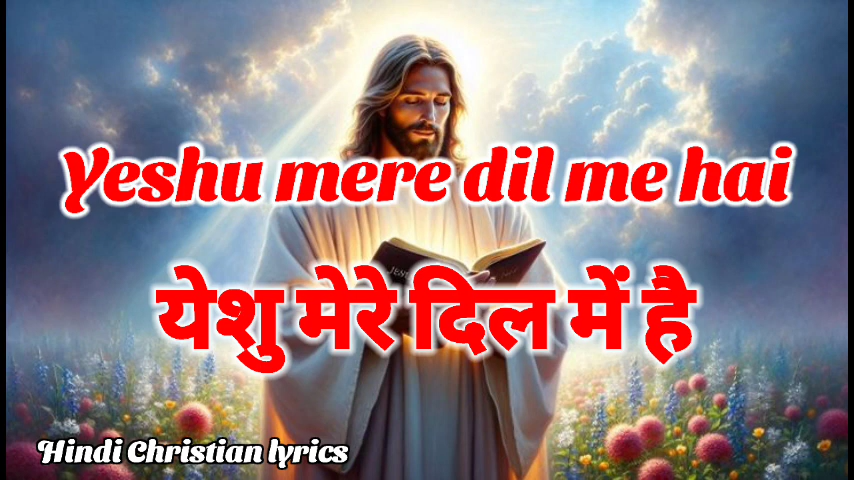 Yeshu mere dil me hai
येशु मेरे दिल में है
Hindi Christian lyrics